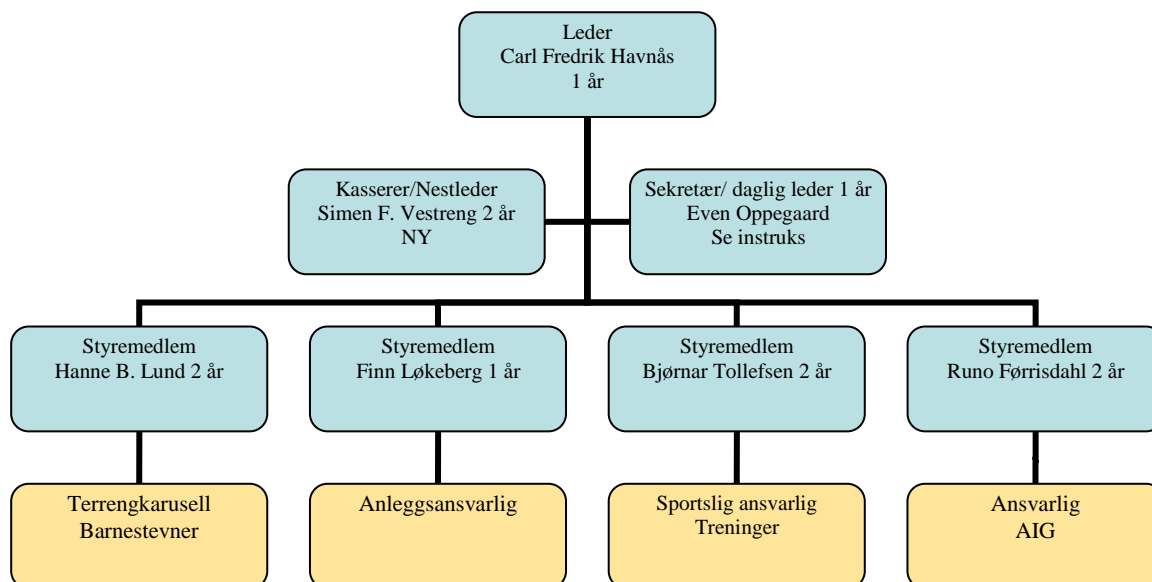 Leder
Carl Fredrik Havnås
1 år
Kasserer/Nestleder
Simen F. Vestreng 2 år
NY
Sekretær/ daglig leder 1 år
Even Oppegaard
Se instruks
Styremedlem
Hanne B. Lund 2 år
Styremedlem
Finn Løkeberg 1 år
Styremedlem
Bjørnar Tollefsen 2 år
Styremedlem
Runo Førrisdahl 2 år
Terrengkarusell
Barnestevner
Anleggsansvarlig
Sportslig ansvarlig
Treninger
Ansvarlig
AIG